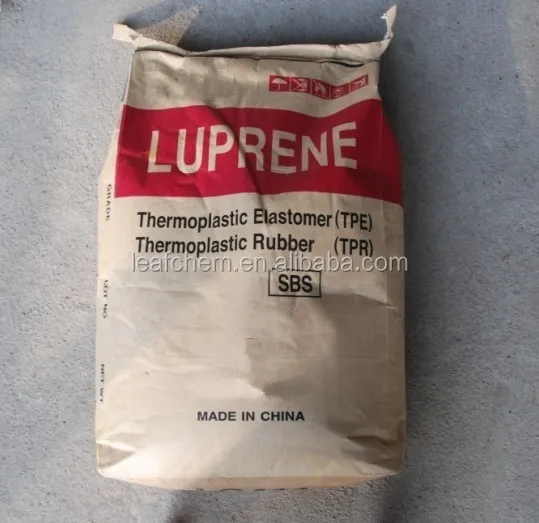 LUPRENE
Thermoplastic Elastomer (TPE)
Thermoplastic Rubber (TPR)
leafchem.en.alibaba.com
SBS
MADE IN CHINA
GRADE
LOT NO
NET WT